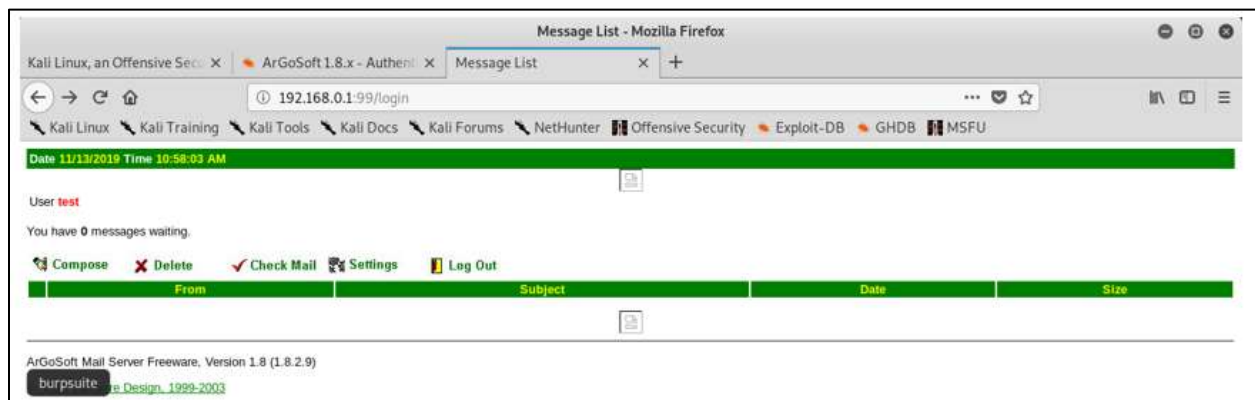 Message List - Mozilla Firefox
Kali Linux, an Offensive Secu ArGoSoft 1.8.x - Authent Message List
192.168.0.1:99/login
Kali Linux Kali Training Kali Tools Kali Docs Kali Forums NetHunter Offensive Security Exploit-DB GHDB MSFU
Date 11/13/2019 Time 10:58:03 AM
User test
You have 0 messages waiting.
Compose Delete Check Mail Settings Log Out
From Subject Date Size
ArGoSoft Mail Server Freeware, Version 1.8 (1.8.2.9)
burpsuite re Design, 1999-2003